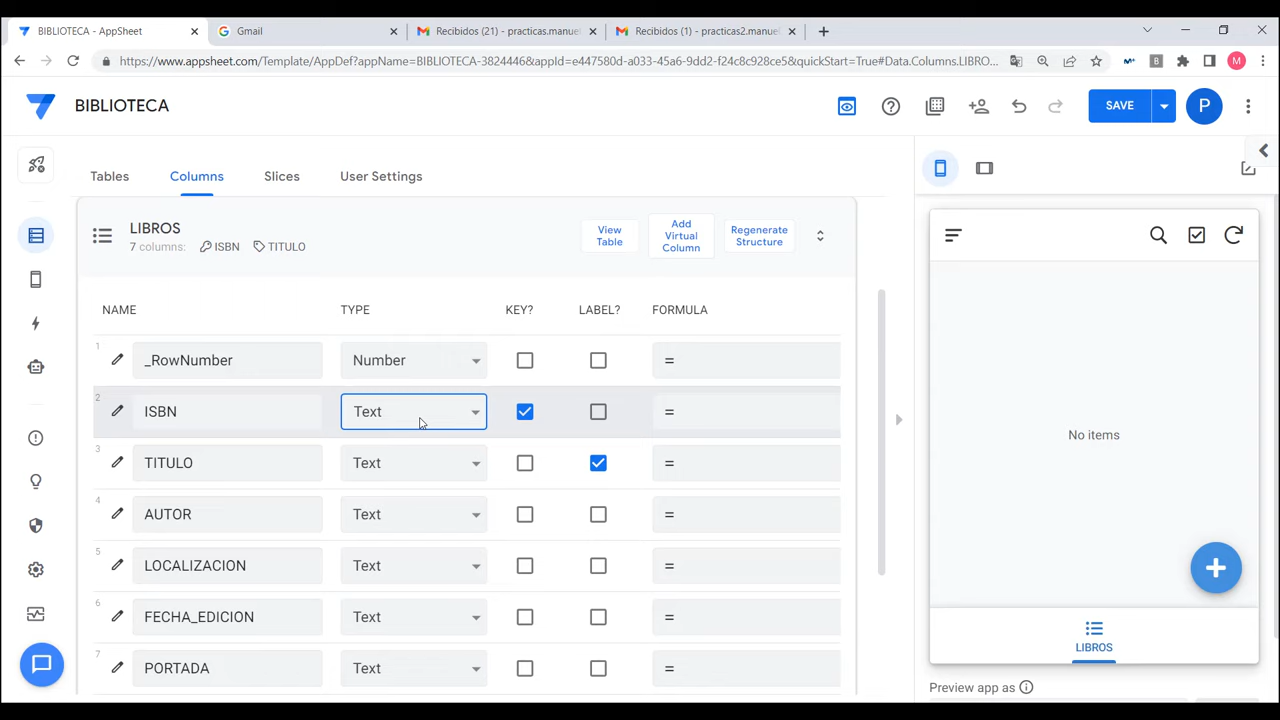 BIBLIOTECA - AppSheet
Gmail
Recibidos (21) - practicas.manue
Recibidos (1) - practicas2.manue
https://www.appsheet.com/Template/AppDef?appName=BIBLIOTECA-3824446&appId=e447580d-a033-45a6-9dd2-f24c8c928ce5&quickStart=True#Data.Columns.LIBRO...
B
M
BIBLIOTECA
SAVE
P
Tables
Columns
Slices
User Settings
LIBROS
7 columns: ISBN TITULO
View Table
Add Virtual Column
Regenerate Structure
NAME
TYPE
KEY?
LABEL?
FORMULA
1 _RowNumber Number =
2 ISBN Text =
3 TITULO Text =
4 AUTOR Text =
5 LOCALIZACION Text =
6 FECHA_EDICION Text =
7 PORTADA Text =
No items
LIBROS
Preview app as